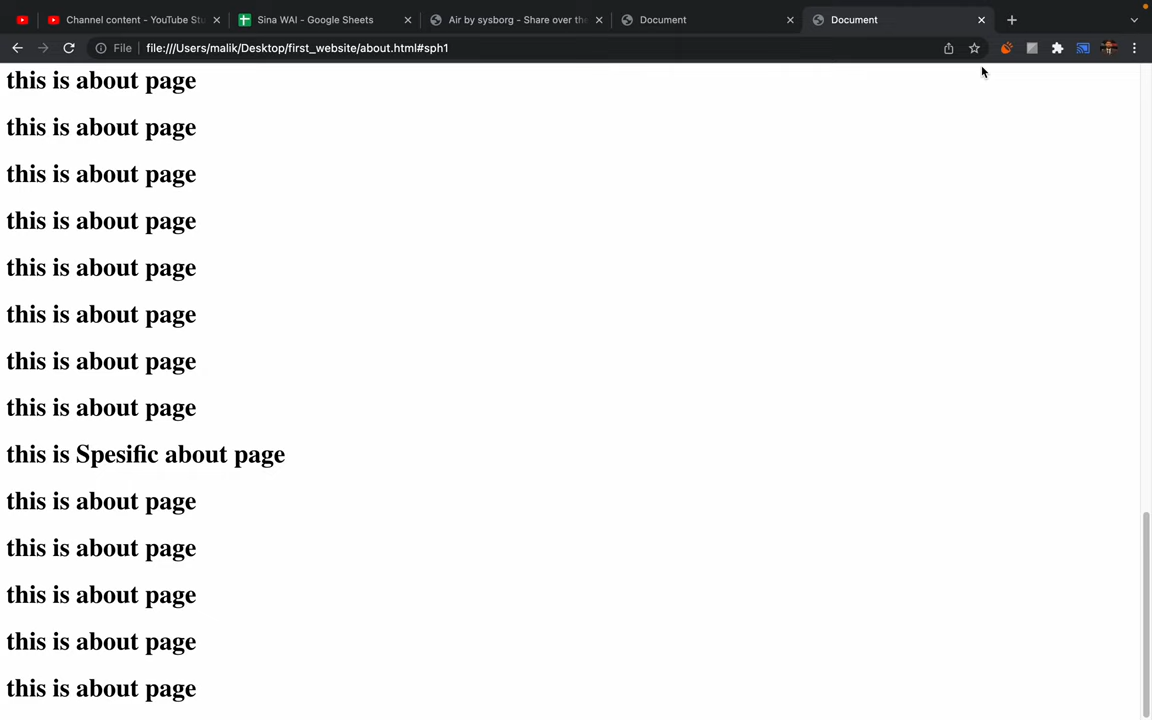 Channel content - YouTube Stu
Sina WAI - Google Sheets
Air by sysborg - Share over the
Document
Document
File
file:///Users/malik/Desktop/first_website/about.html#sph1
this is about page
this is about page
this is about page
this is about page
this is about page
this is about page
this is about page
this is about page
this is Spesific about page
this is about page
this is about page
this is about page
this is about page
this is about page